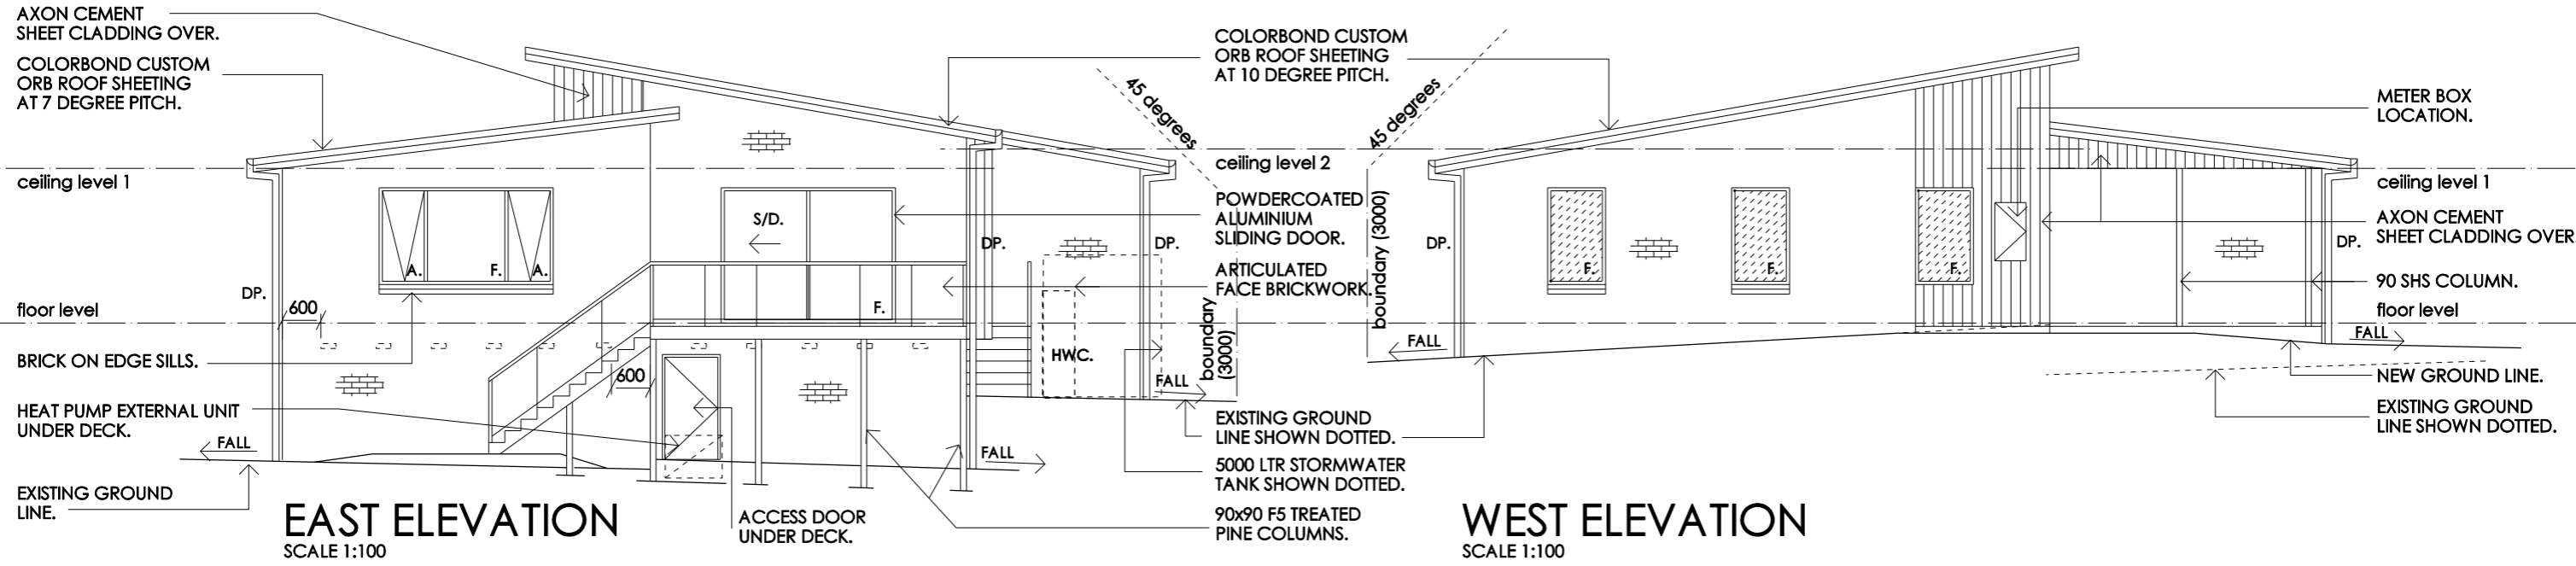 AXON CEMENT
SHEET CLADDING OVER.
COLORBOND CUSTOM
ORB ROOF SHEETING
AT 7 DEGREE PITCH.
ceiling level 1
DP.
600
floor level
BRICK ON EDGE SILLS.
HEAT PUMP EXTERNAL UNIT
UNDER DECK.
FALL
EXISTING GROUND
LINE.
A.
F.
A.
S/D.
F.
600
DP.
DP.
HWC.
FALL
FALL
EAST ELEVATION
SCALE 1:100
ACCESS DOOR
UNDER DECK.
COLORBOND CUSTOM
ORB ROOF SHEETING
AT 10 DEGREE PITCH.
45 degrees
45 degrees
ceiling level 2
POWDERCOATED
ALUMINIUM
SLIDING DOOR.
ARTICULATED
FACE BRICKWORK.
boundary
(3000)
boundary (3000)
EXISTING GROUND
LINE SHOWN DOTTED.
5000 LTR STORMWATER
TANK SHOWN DOTTED.
90x90 F5 TREATED
PINE COLUMNS.
DP.
FALL
F.
F.
F.
WEST ELEVATION
SCALE 1:100
METER BOX
LOCATION.
ceiling level 1
AXON CEMENT
SHEET CLADDING OVER
DP.
90 SHS COLUMN.
floor level
FALL
NEW GROUND LINE.
EXISTING GROUND
LINE SHOWN DOTTED.